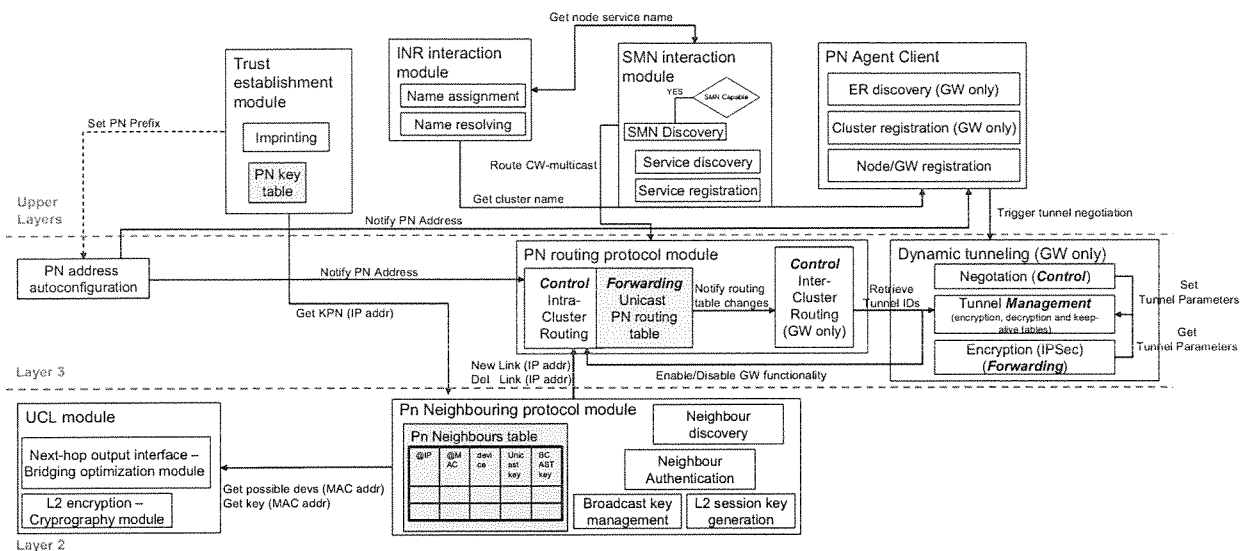 Get node service name
Trust
establishment
module
Imprinting
PN key
table
INR interaction
module
Name assignment
Name resolving
SMN interaction
module
YES
SMN Capable
SMN Discovery
Service discovery
Service registration
PN Agent Client
ER discovery (GW only)
Cluster registration (GW only)
Node/GW registration
Set PN Prefix
Route CW-multicast
Get cluster name
Upper
Layers
Notify PN Address
Trigger tunnel negotiation
PN address
autoconfiguration
Notify PN Address
Get KPN (IP addr)
PN routing protocol module
Control
Intra-
Cluster
Routing
Forwarding
Unicast
PN routing
table
Notify routing
table changes
Control
Inter-
Cluster
Routing
(GW only)
Retrieve
Tunnel IDs
Dynamic tunneling (GW only)
Negotation (Control)
Tunnel Management
(encryption, decryption and keep-
alive tables)
Encryption (IPSec)
(Forwarding)
Set
Tunnel Parameters
Get
Tunnel Parameters
New Link (IP addr)
Del Link (IP addr)
Enable/Disable GW functionality
Layer 3
UCL module
Next-hop output interface –
Bridging optimization module
L2 encryption –
Cryprography module
Get possible devs (MAC addr)
Get key (MAC addr)
Pn Neighbouring protocol module
Pn Neighbours table
@IP
@M
AC
devi
ce
Unic
ast
key
BC
AST
key
Neighbour
discovery
Neighbour
Authentication
Broadcast key
management
L2 session key
generation
Layer 2